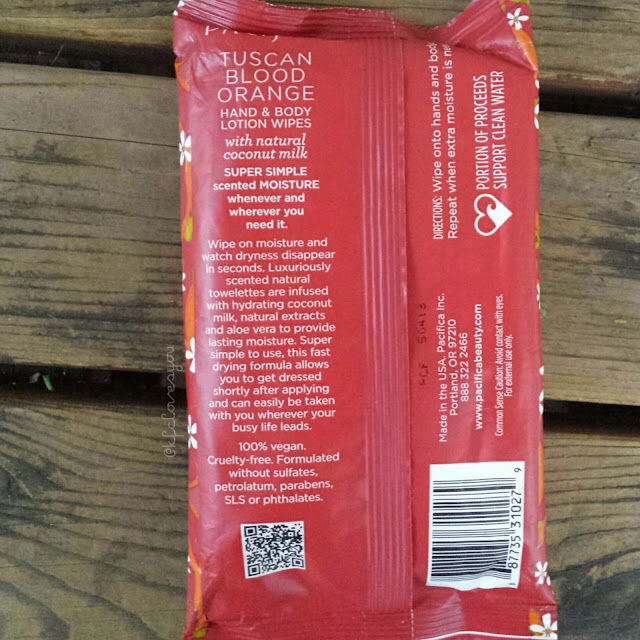 TUSCAN
BLOOD
ORANGE
HAND & BODY
LOTION WIPES
with natural
coconut milk
SUPER SIMPLE
scented MOISTURE
whenever and
wherever you
need it.
Wipe on moisture and
watch dryness disappear
in seconds. Luxuriously
scented natural
towelettes are infused
with hydrating coconut
milk, natural extracts
and aloe vera to provide
lasting moisture. Super
simple to use, this fast
drying formula allows
you to get dressed
shortly after applying
and can easily be taken
with you wherever your
busy life leads.
100% vegan.
Cruelty-free. Formulated
without sulfates,
petrolatum, parabens,
SLS or phthalates.
DIRECTIONS: Wipe onto hands and
Repeat when extra moisture is
PORTION OF PROCEEDS
SUPPORT CLEAN WATER
Made in the USA. Pacifica Inc.
Portland, OR 97210
888 322 2466
www.pacificabeauty.com
Common Sense Caution: Avoid contact with eyes.
For external use only.
87735 31027 9